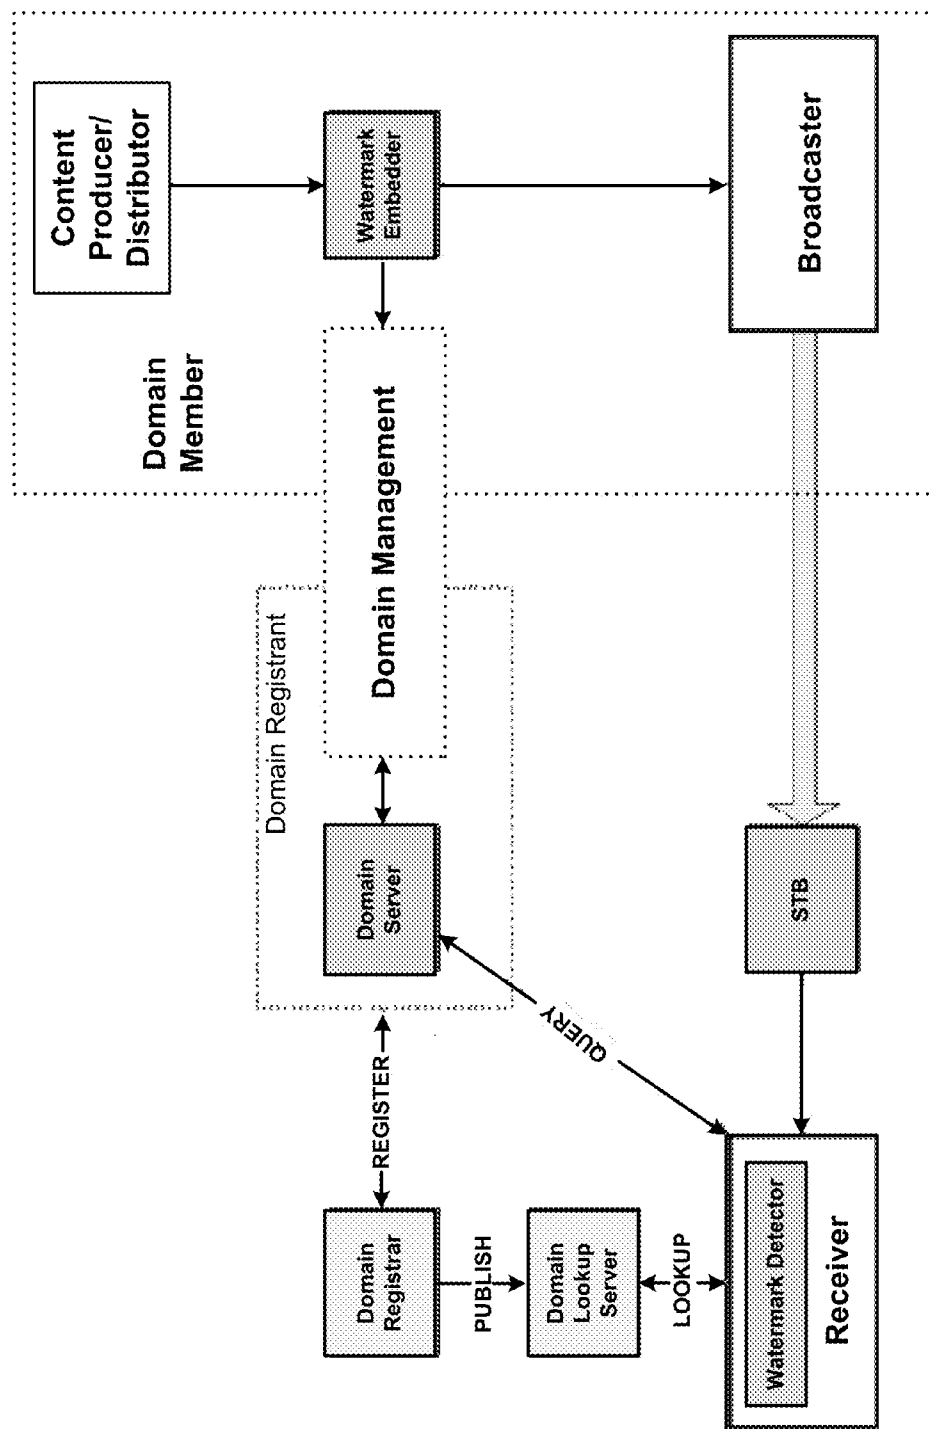 Content
Producer/
Distributor
Watermark
Embedder
Broadcaster
Domain
Member
Domain Management
Domain Registrant
Domain
Server
STB
QUERY
REGISTER
Domain
Registrar
PUBLISH
Domain
Lookup
Server
LOOKUP
Watermark Detector
Receiver